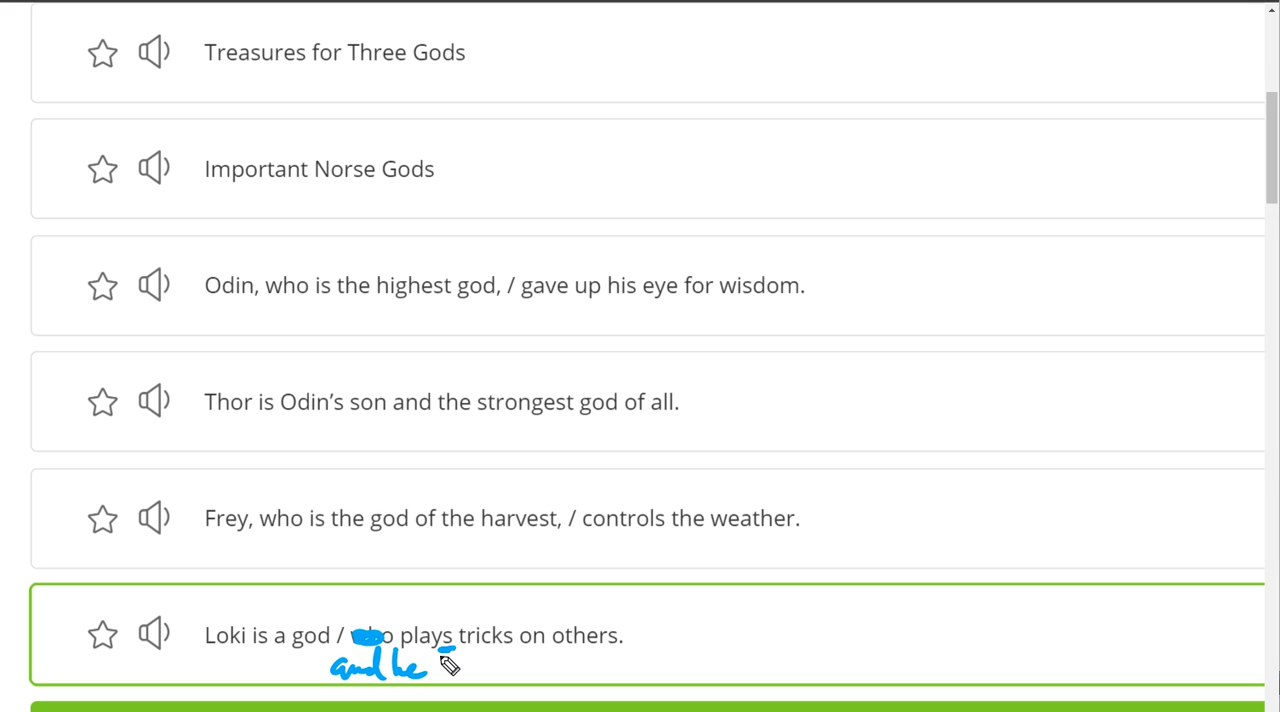 Treasures for Three Gods
Important Norse Gods
Odin, who is the highest god, / gave up his eye for wisdom.
Thor is Odin’s son and the strongest god of all.
Frey, who is the god of the harvest, / controls the weather.
Loki is a god / who plays tricks on others.
and he